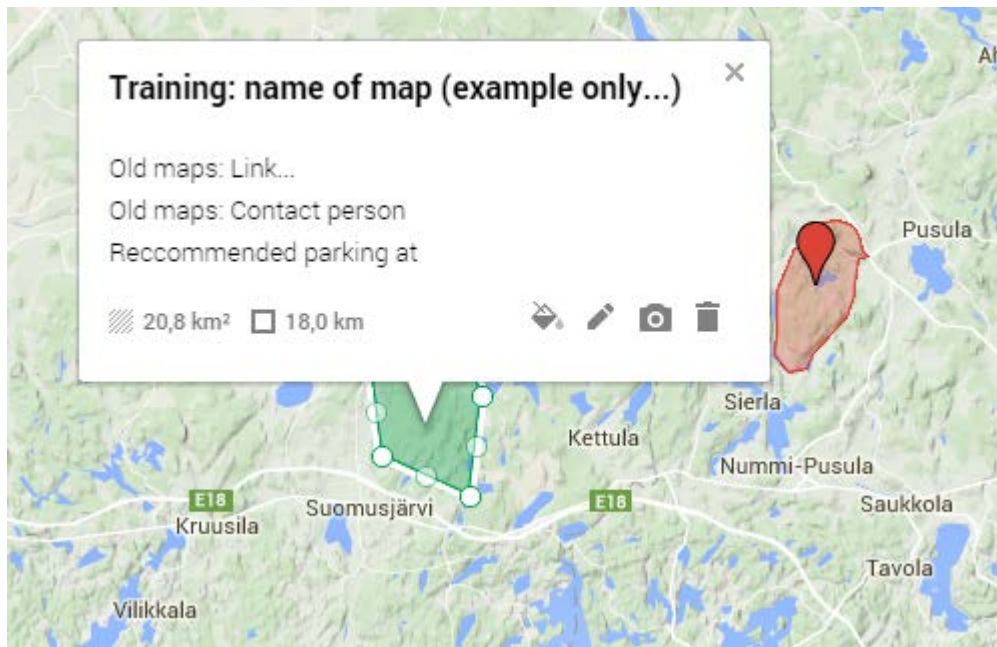 Training: name of map (example only...)
Old maps: Link...
Old maps: Contact person
Reccommended parking at
20,8 km² 18,0 km
Pusula
Sierla
Kettula
Nummi-Pusula
E18
Suomusjärvi
E18
Saukkola
Kruusila
Tavola
Vilikkala